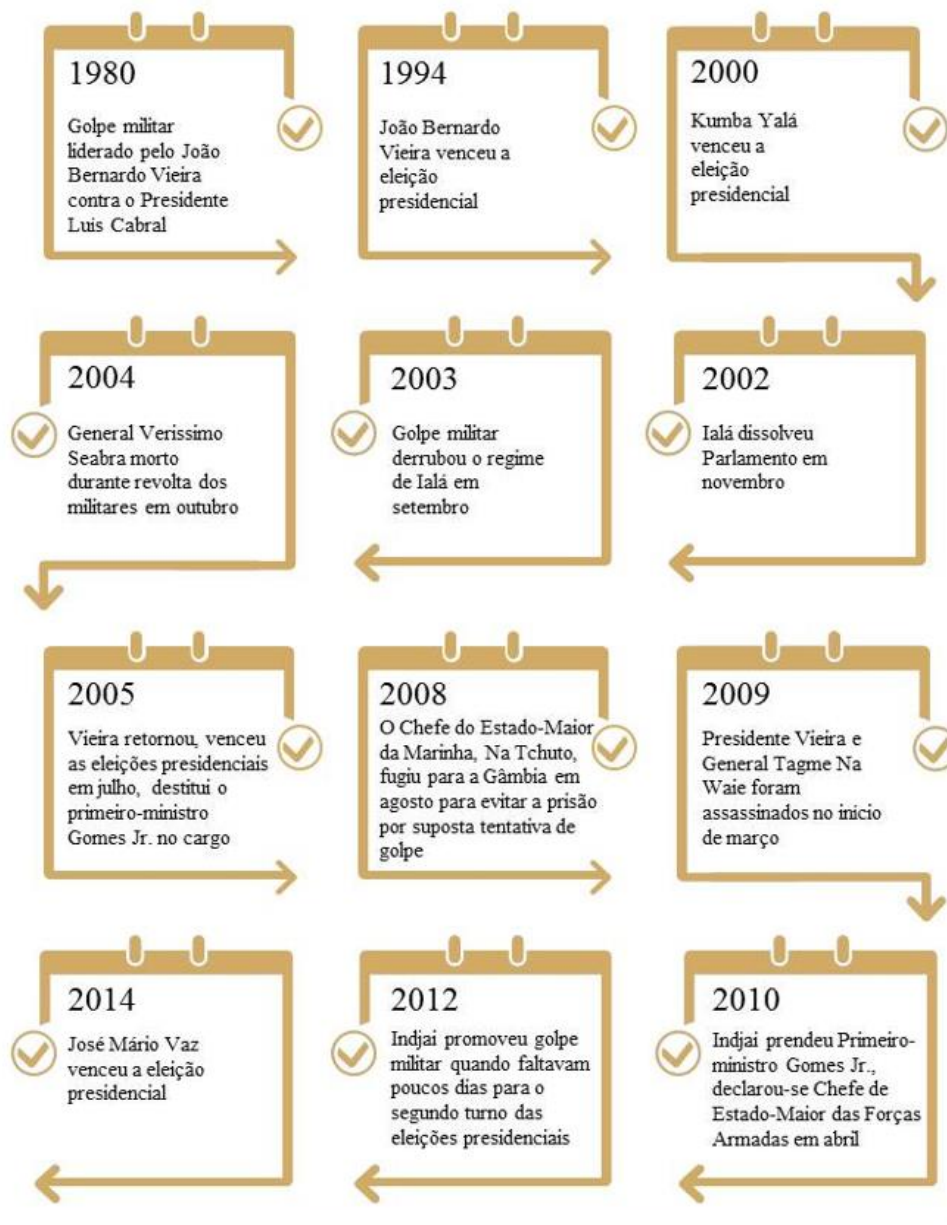 1980
Golpe militar
liderado pelo João
Bernardo Vieira
contra o Presidente
Luis Cabral
1994
João Bernardo
Vieira venceu a
eleição
presidencial
2000
Kumba Yalá
venceu a
eleição
presidencial
2002
Ialá dissolveu
Parlamento em
novembro
2003
Golpe militar
derrubou o regime
de Ialá em
setembro
2004
General Verissimo
Seabra morto
durante revolta dos
militares em outubro
2005
Vieira retornou, venceu
as eleições presidenciais
em julho, destitui o
primeiro-ministro
Gomes Jr. no cargo
2008
O Chefe do Estado-Maior
da Marinha, Na Tchuto,
fugiu para a Gâmbia em
agosto para evitar a prisão
por suposta tentativa de
golpe
2009
Presidente Vieira e
General Tagme Na
Waie foram
assassinados no início
de março
2010
Indjai prendeu Primeiro-
ministro Gomes Jr.,
declarou-se Chefe de
Estado-Maior das Forças
Armadas em abril
2012
Indjai promoveu golpe
militar quando faltavam
poucos dias para o
segundo turno das
eleições presidenciais
2014
José Mário Vaz
venceu a eleição
presidencial